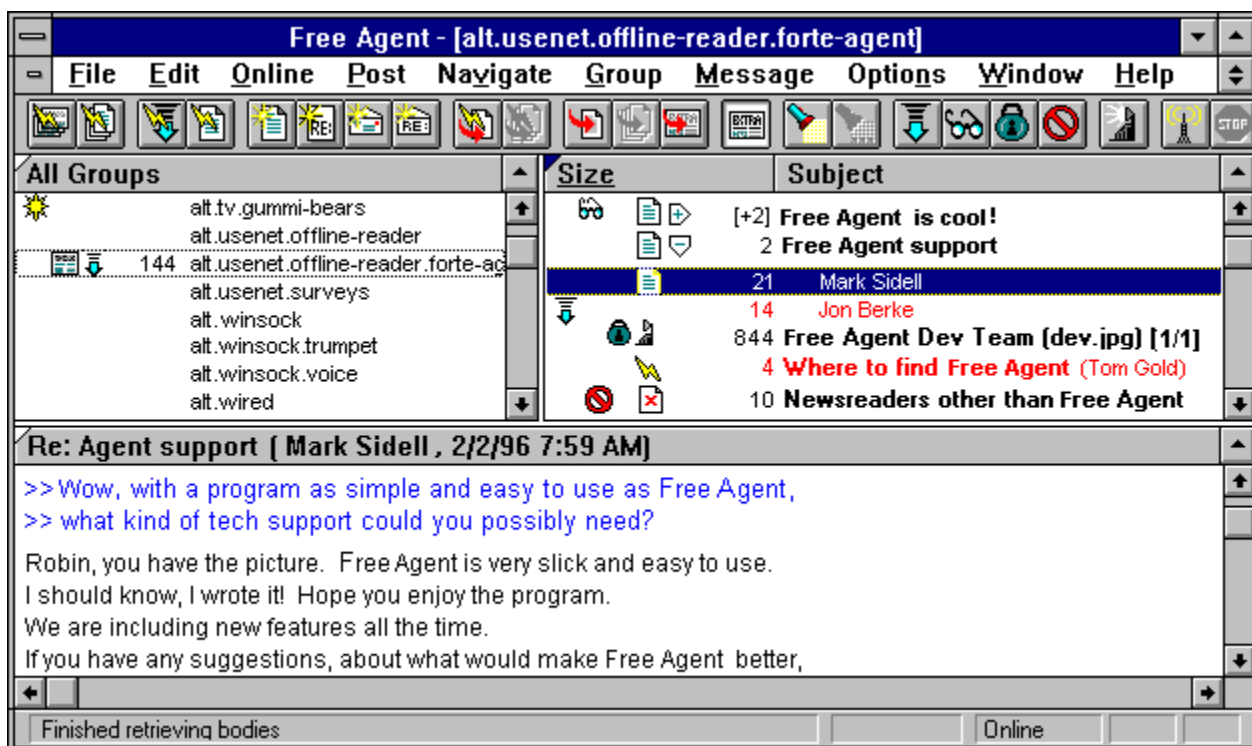 Free Agent - [alt.usenet.offline-reader.forte-agent]
File Edit Online Post Navigate Group Message Options Window Help
RE: RE: EXTRA EXTRA STOP
All Groups
alt.tv.gummi-bears
alt.usenet.offline-reader
144 alt.usenet.offline-reader.forte-ag
alt.usenet.surveys
alt.winsock
alt.winsock.trumpet
alt.winsock.voice
alt.wired
Size Subject
[+2] Free Agent is cool!
2 Free Agent support
21 Mark Sidell
14 Jon Berke
844 Free Agent Dev Team (dev.jpg) [1/1]
4 Where to find Free Agent (Tom Gold)
10 Newsreaders other than Free Agent
Re: Agent support ( Mark Sidell , 2/2/96 7:59 AM)
>>Wow, with a program as simple and easy to use as Free Agent,
>> what kind of tech support could you possibly need?
Robin, you have the picture. Free Agent is very slick and easy to use.
I should know, I wrote it! Hope you enjoy the program.
We are including new features all the time.
If you have any suggestions, about what would make Free Agent better,
Finished retrieving bodies Online